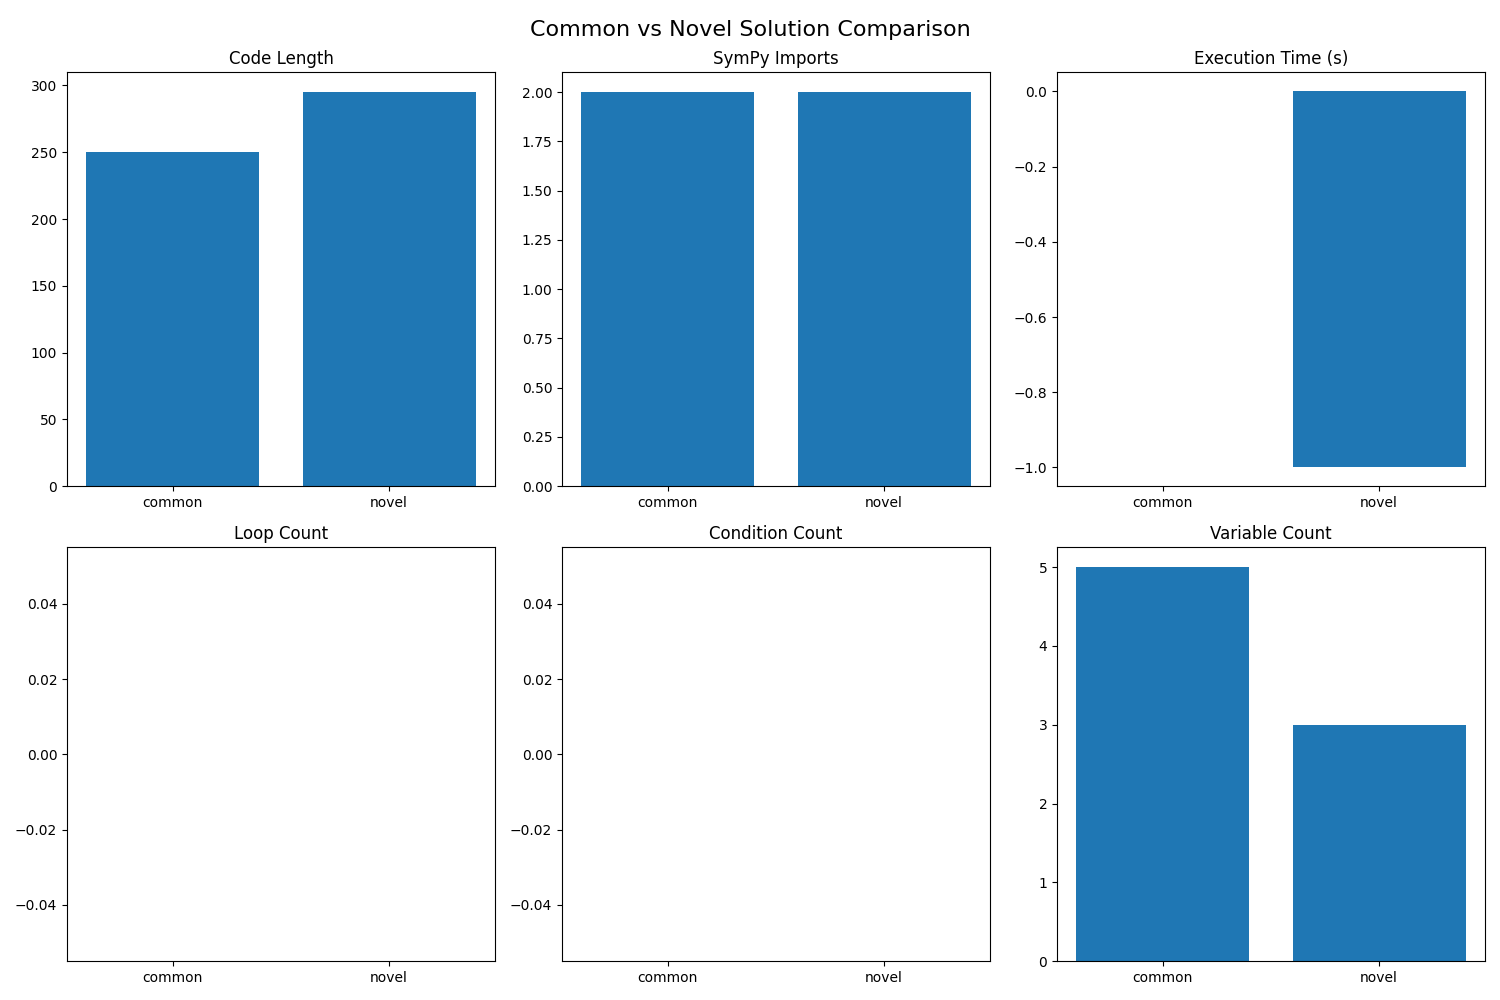 Common vs Novel Solution Comparison
Code Length
SymPy Imports
Execution Time (s)
300
250
200
150
100
50
0
common novel
2.00
1.75
1.50
1.25
1.00
0.75
0.50
0.25
0.00
common novel
0.0
−0.2
−0.4
−0.6
−0.8
−1.0
common novel
Loop Count
Condition Count
Variable Count
0.04
0.02
0.00
−0.02
−0.04
common novel
0.04
0.02
0.00
−0.02
−0.04
common novel
5
4
3
2
1
0
common novel